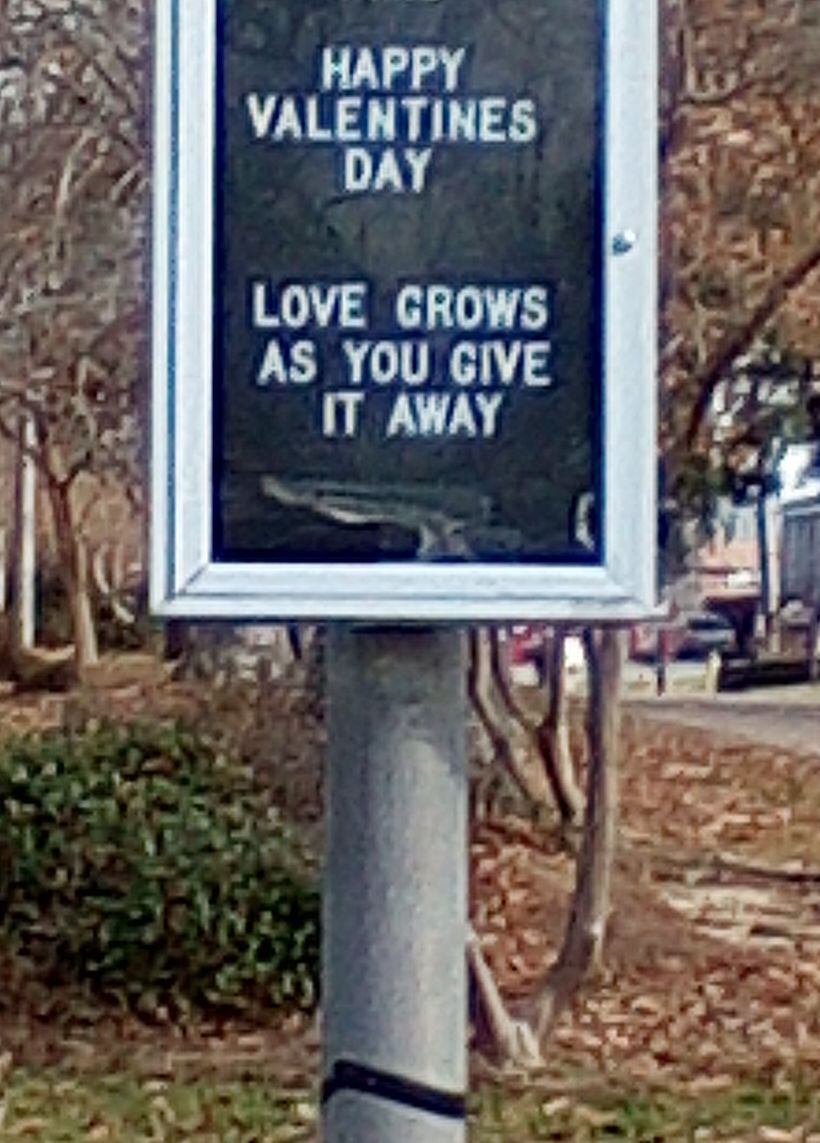 HAPPY
VALENTINES
DAY
LOVE GROWS
AS YOU GIVE
IT AWAY